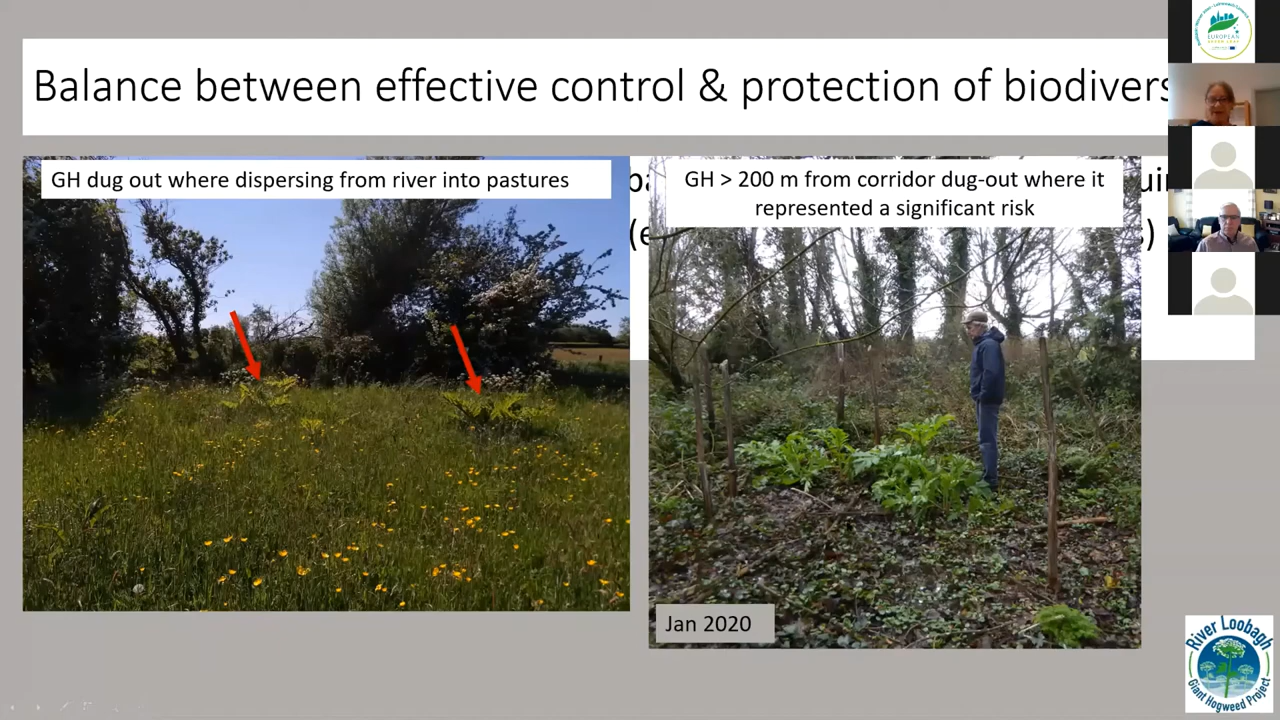 Balance between effective control & protection of biodivers
GH dug out where dispersing from river into pastures
GH > 200 m from corridor dug-out where it
represented a significant risk
Jan 2020
EUROPEAN
River Loobagh
Giant Hogweed Project